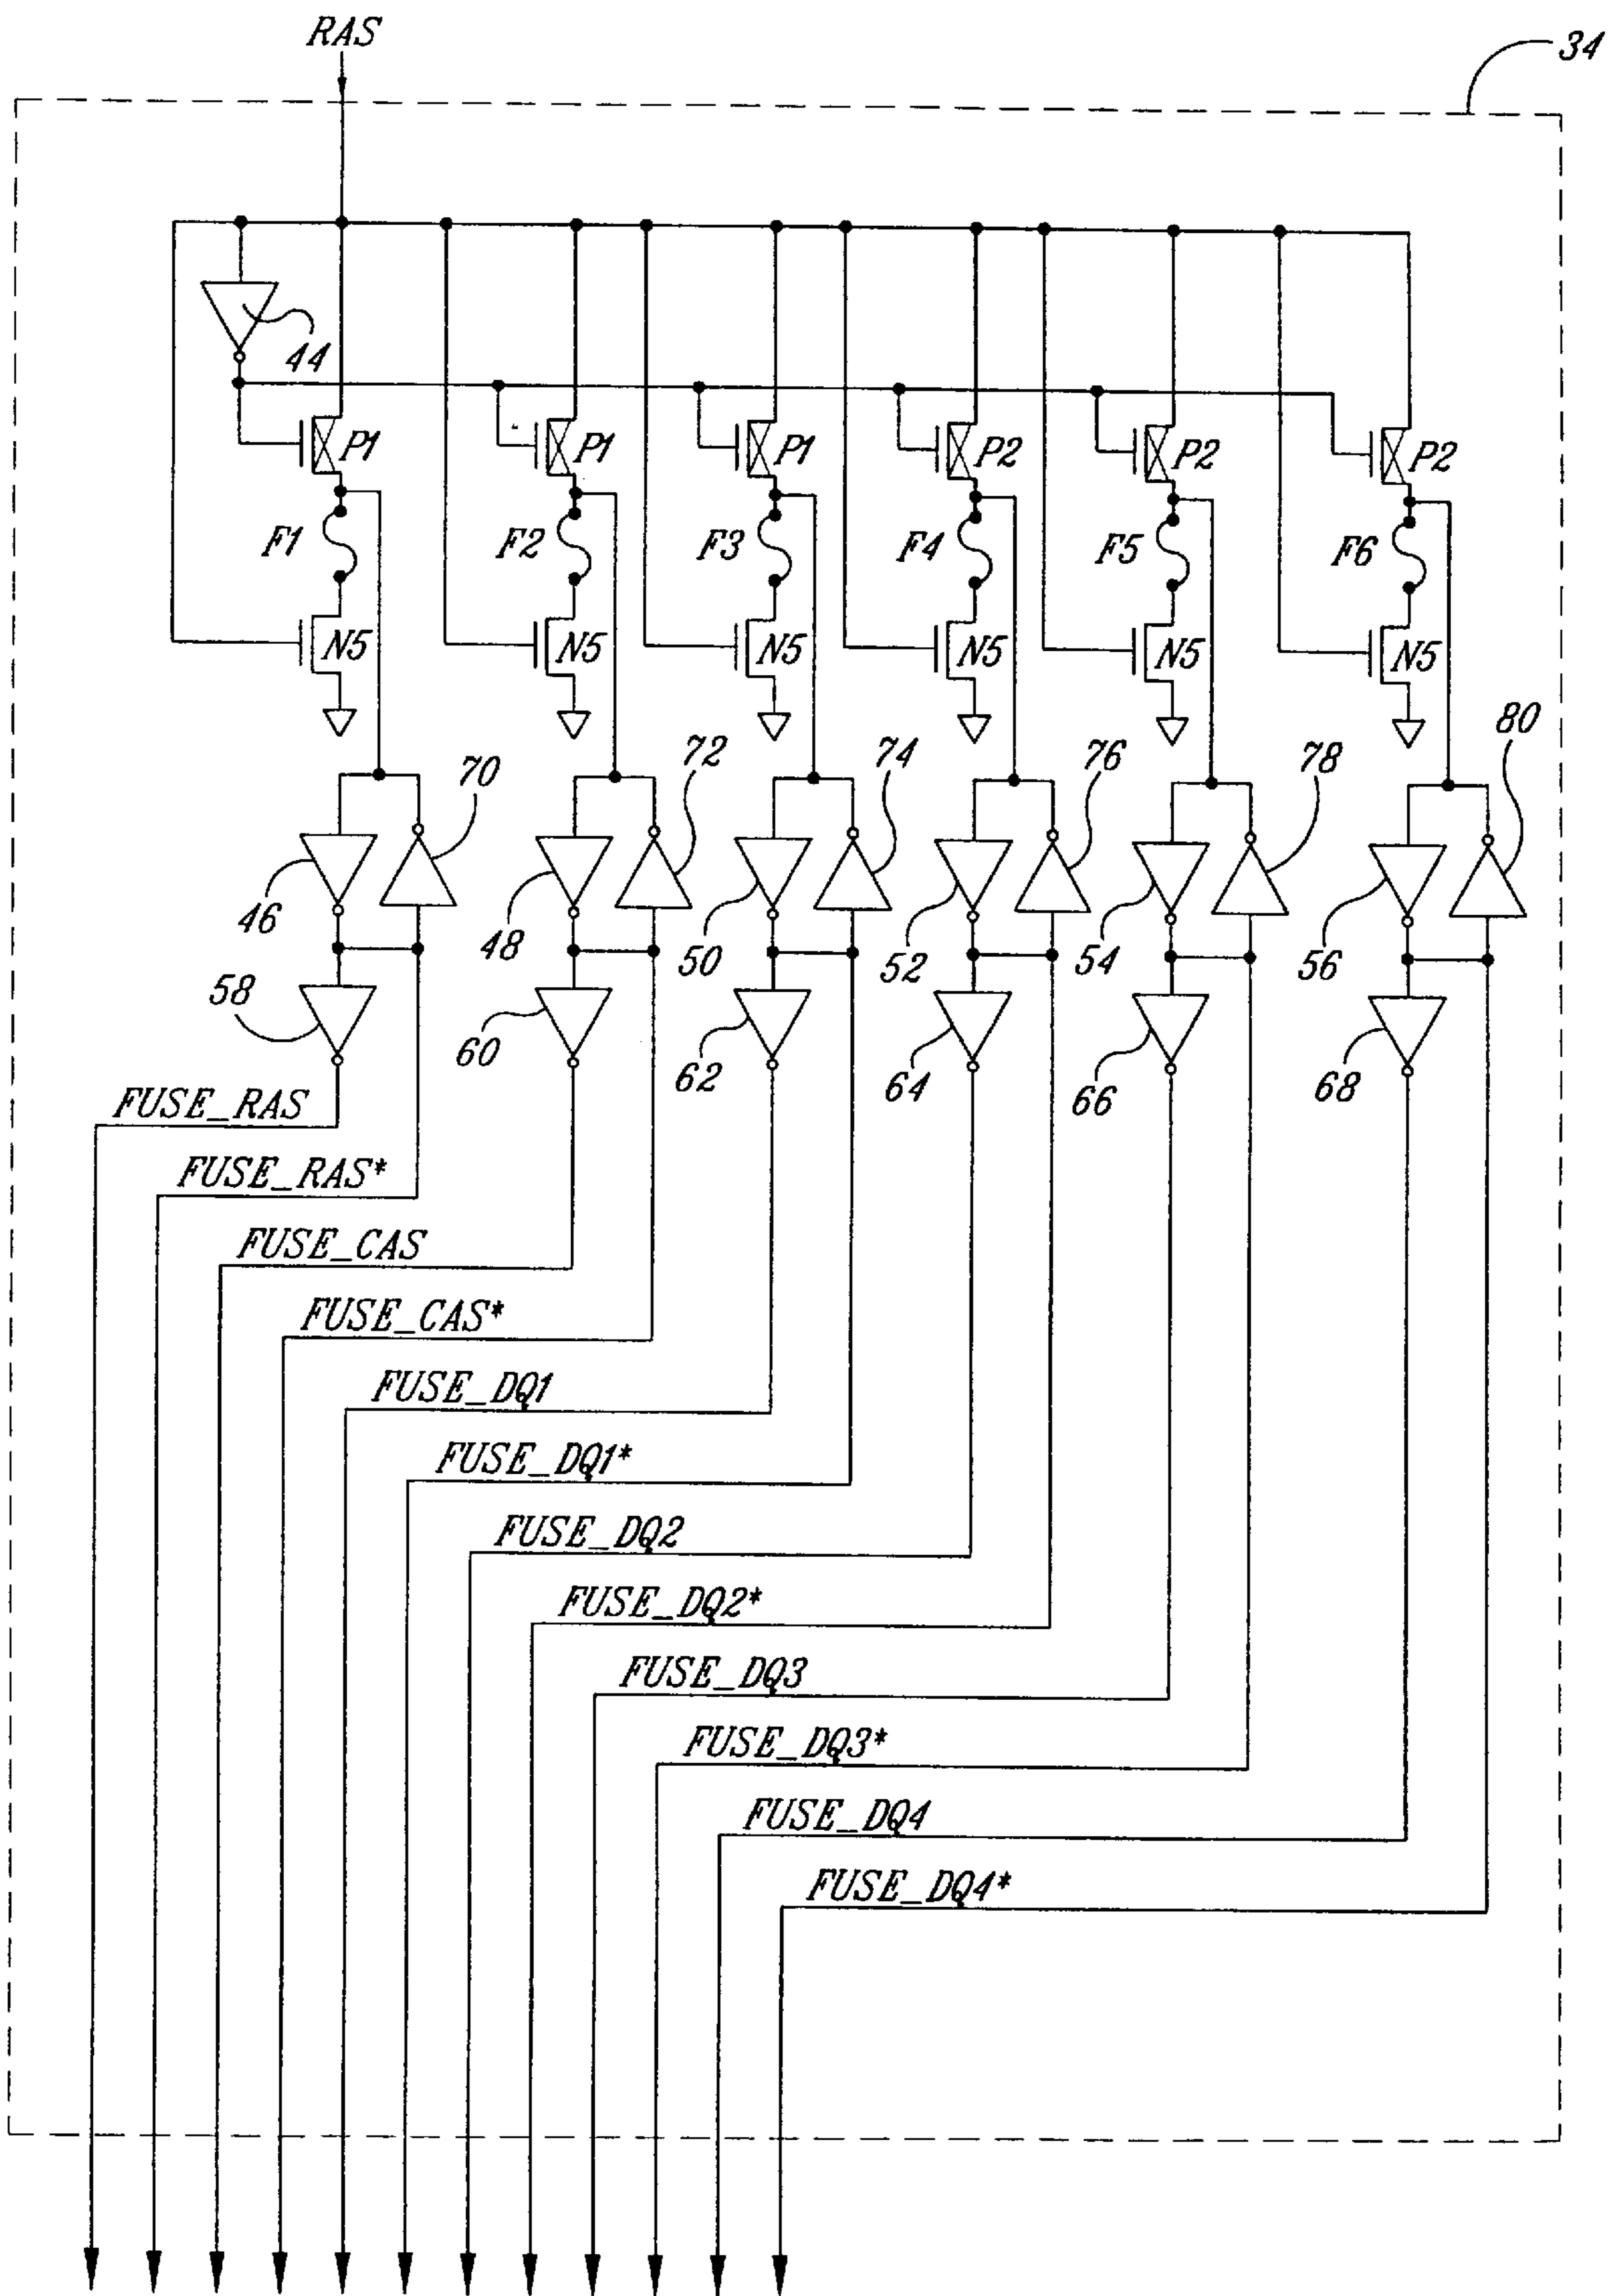 RAS
34
44
P1 P1 P1 P2 P2 P2
F1 F2 F3 F4 F5 F6
N5 N5 N5 N5 N5 N5
70 72 74 76 78 80
46 48 50 52 54 56
58 60 62 64 66 68
FUSE_RAS
FUSE_RAS*
FUSE_CAS
FUSE_CAS*
FUSE_DQ1
FUSE_DQ1*
FUSE_DQ2
FUSE_DQ2*
FUSE_DQ3
FUSE_DQ3*
FUSE_DQ4
FUSE_DQ4*